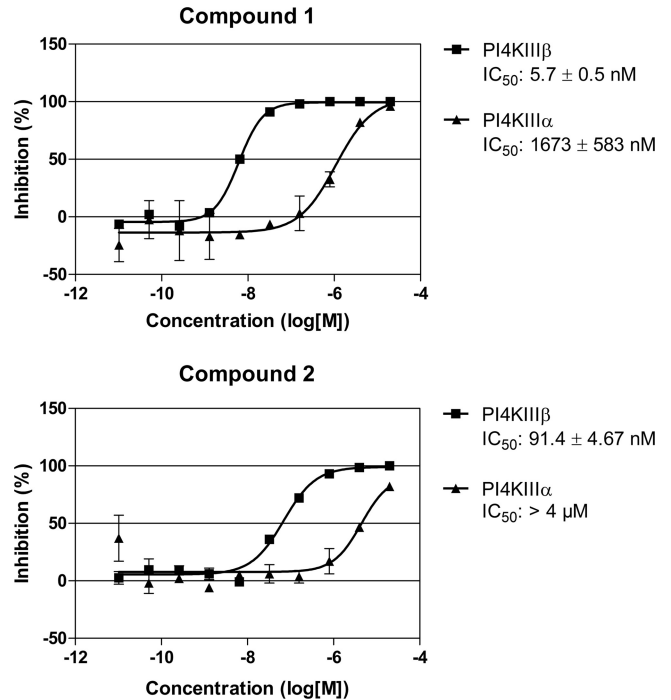 Compound 1
PI4KIIIβ
IC₅₀: 5.7 ± 0.5 nM
PI4KIIIα
IC₅₀: 1673 ± 583 nM
150
100
50
0
-50
Inhibition (%)
-12 -10 -8 -6 -4
Concentration (log[M])
Compound 2
PI4KIIIβ
IC₅₀: 91.4 ± 4.67 nM
PI4KIIIα
IC₅₀: > 4 µM
150
100
50
0
-50
Inhibition (%)
-12 -10 -8 -6 -4
Concentration (log[M])